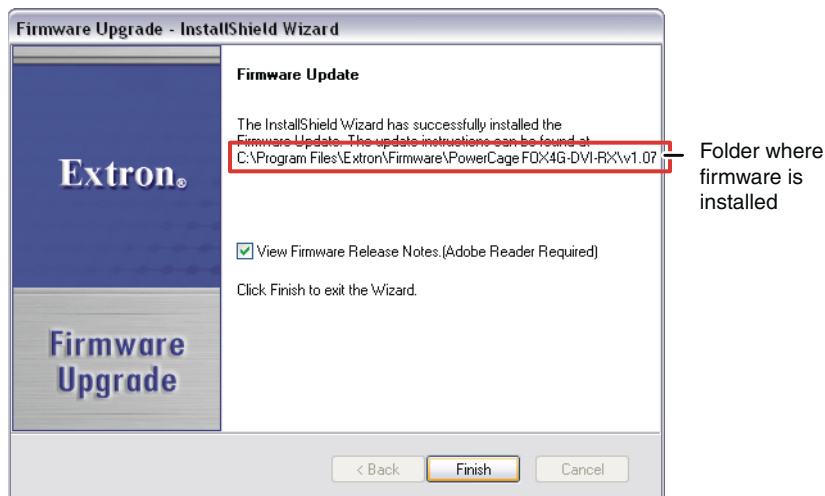 Firmware Upgrade - InstallShield Wizard
Extron®
Firmware
Upgrade
Firmware Update
The InstallShield Wizard has successfully installed the
Firmware Update. The update instructions can be found at
C:\Program Files\Extron\Firmware\PowerCage FOX4G-DVI-RX\v1.07
View Firmware Release Notes.(Adobe Reader Required)
Click Finish to exit the Wizard.
< Back
Finish
Cancel
Folder where
firmware is
installed